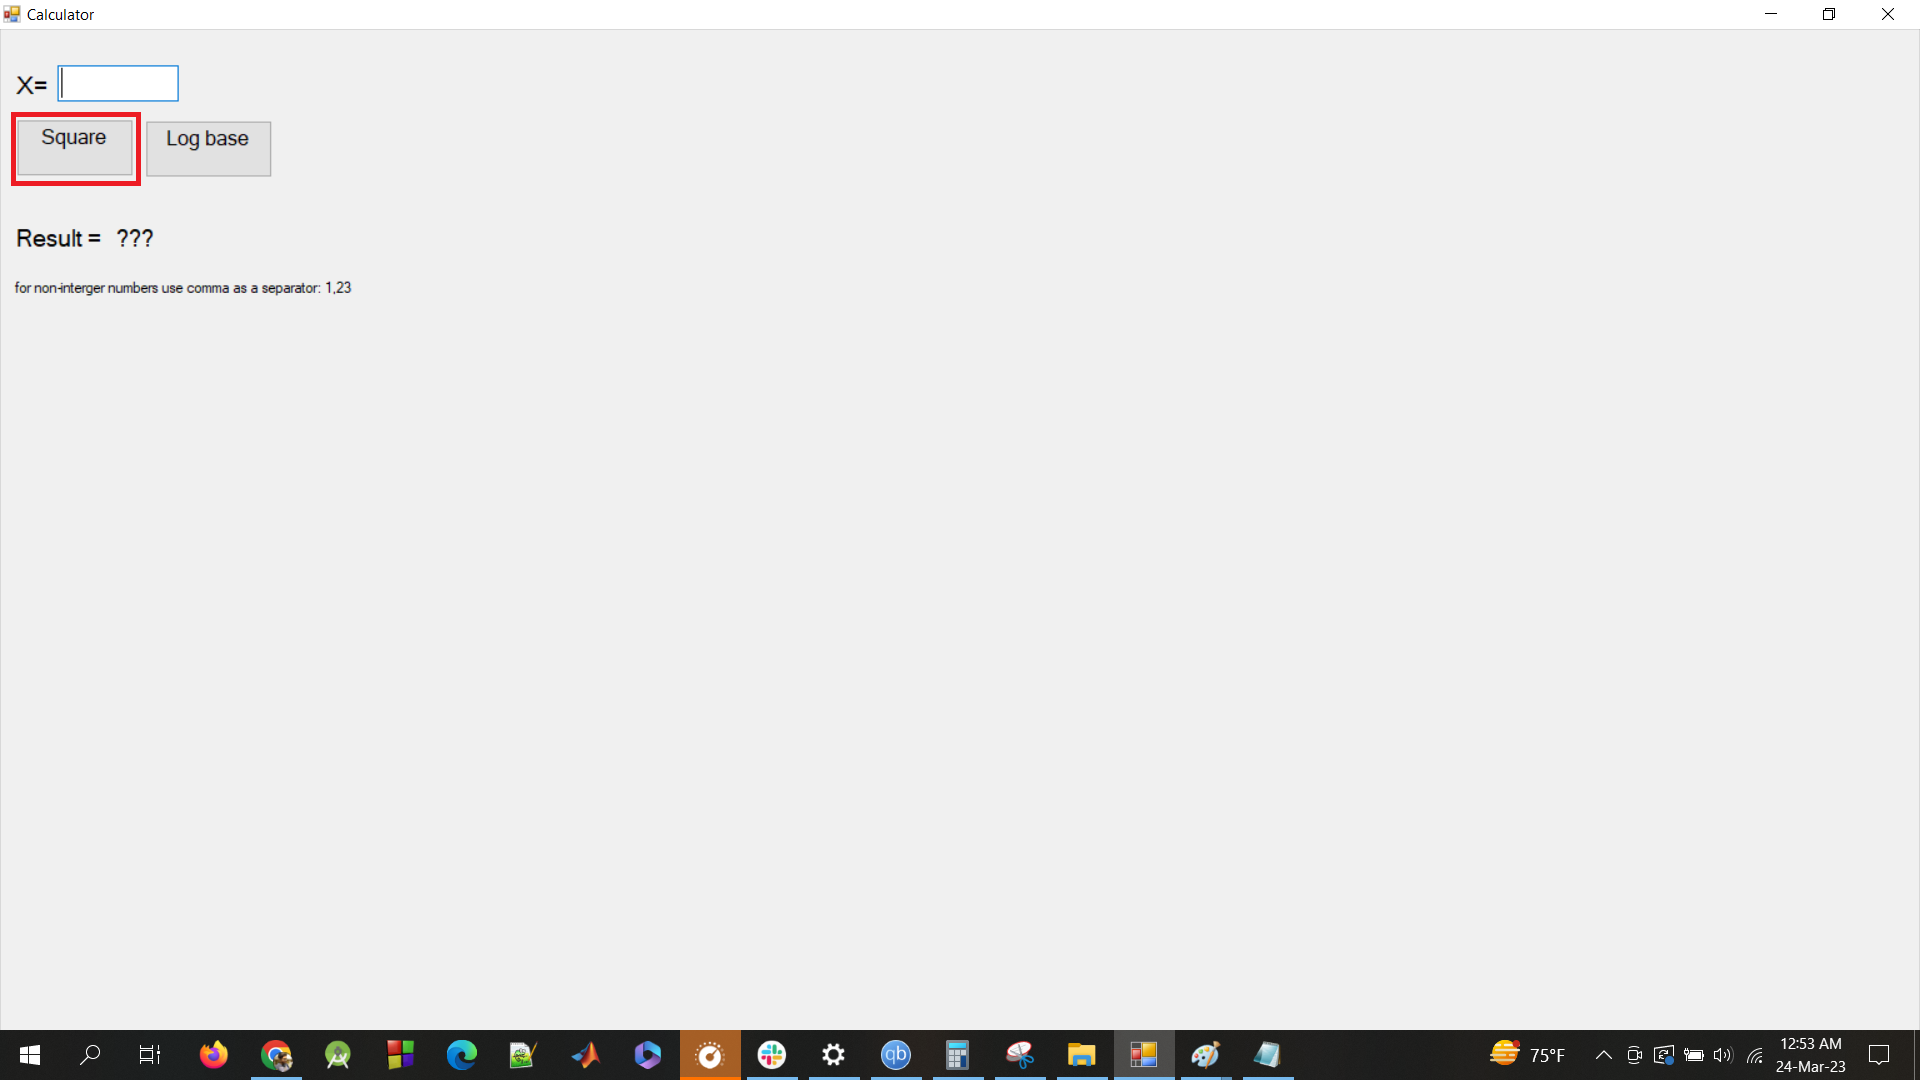 Calculator
X=
Square
Log base
Result = ???
for non-interger numbers use comma as a separator: 1,23
qb
75°F
12:53 AM
24-Mar-23